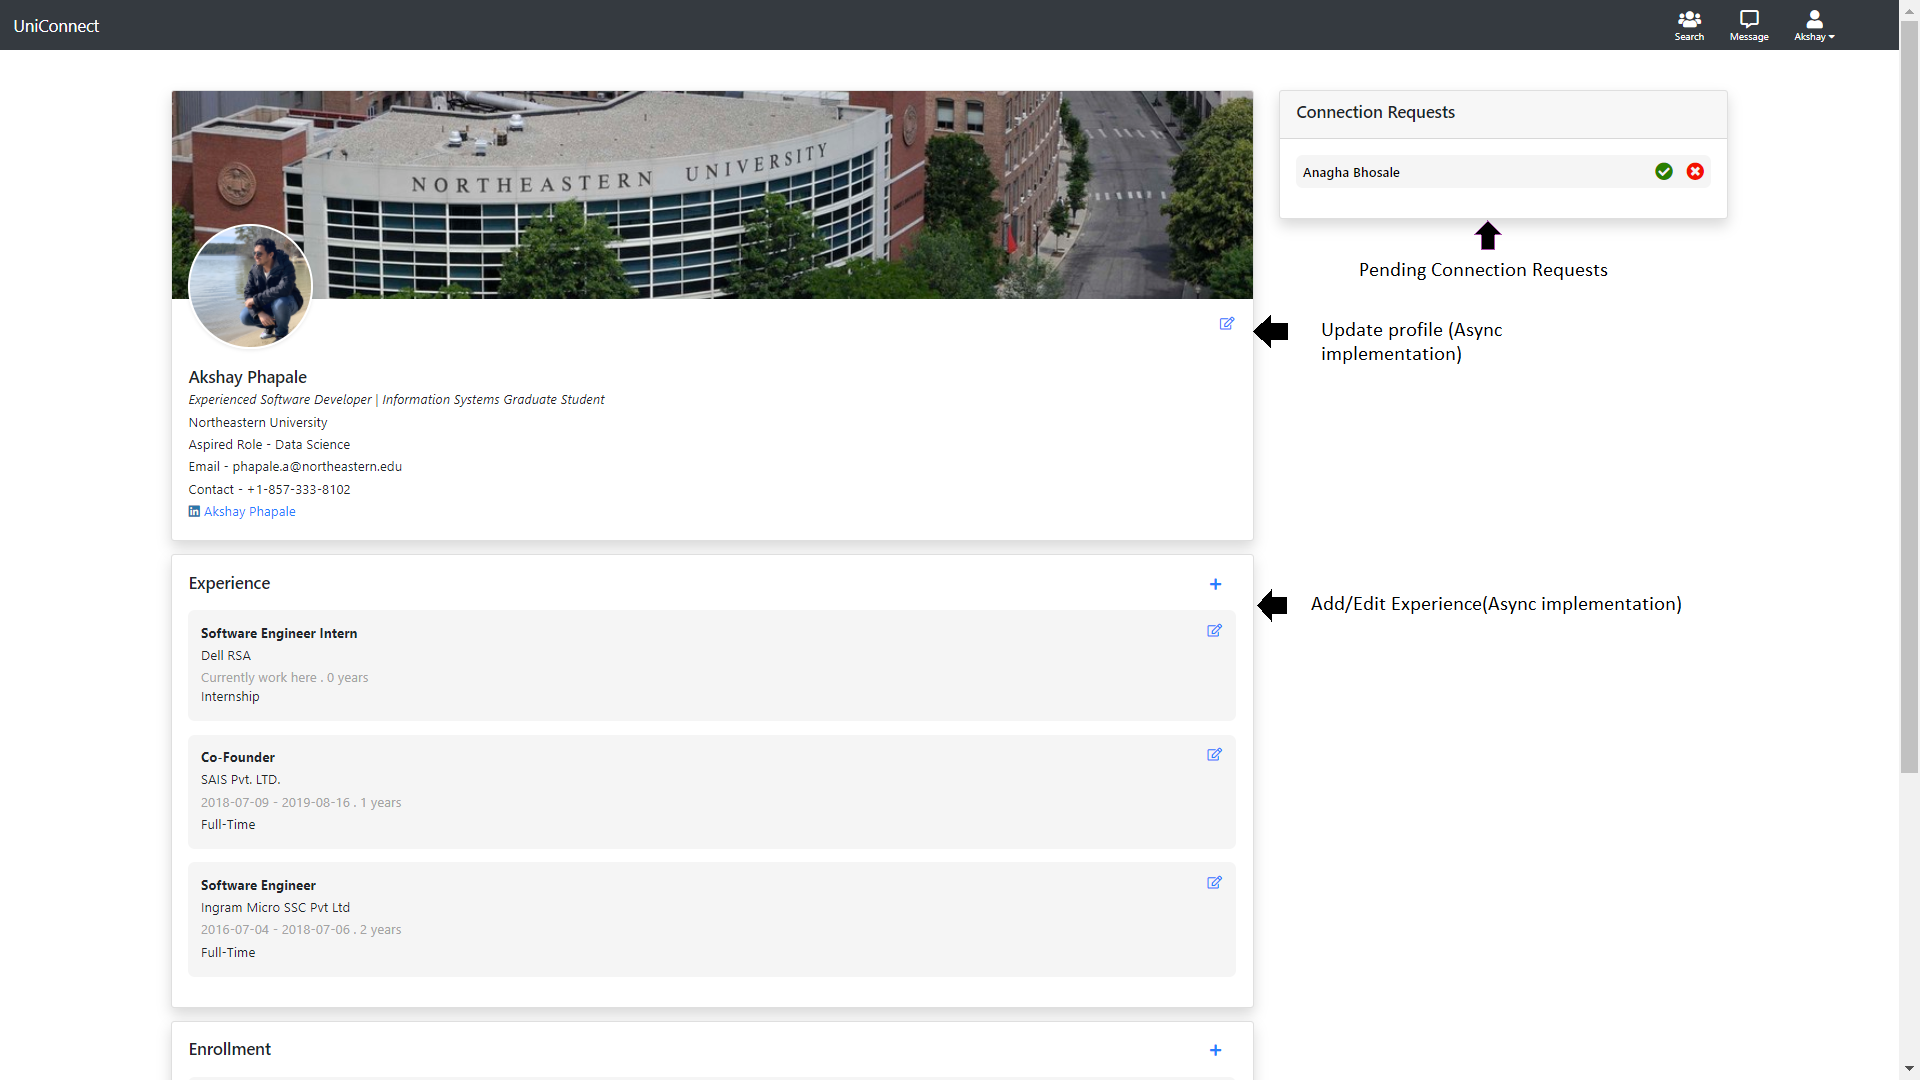 UniConnect
Search
Message
Akshay
NORTHEASTERN UNIVERSITY
Akshay Phapale
Experienced Software Developer | Information Systems Graduate Student
Northeastern University
Aspired Role - Data Science
Email - phapale.a@northeastern.edu
Contact - +1-857-333-8102
in Akshay Phapale
Connection Requests
Anagha Bhosale
Pending Connection Requests
Update profile (Async
implementation)
Experience
+
Add/Edit Experience(Async implementation)
Software Engineer Intern
Dell RSA
Currently work here . 0 years
Internship
Co-Founder
SAIS Pvt. LTD.
2018-07-09 - 2019-08-16 . 1 years
Full-Time
Software Engineer
Ingram Micro SSC Pvt Ltd
2016-07-04 - 2018-07-06 . 2 years
Full-Time
Enrollment
+